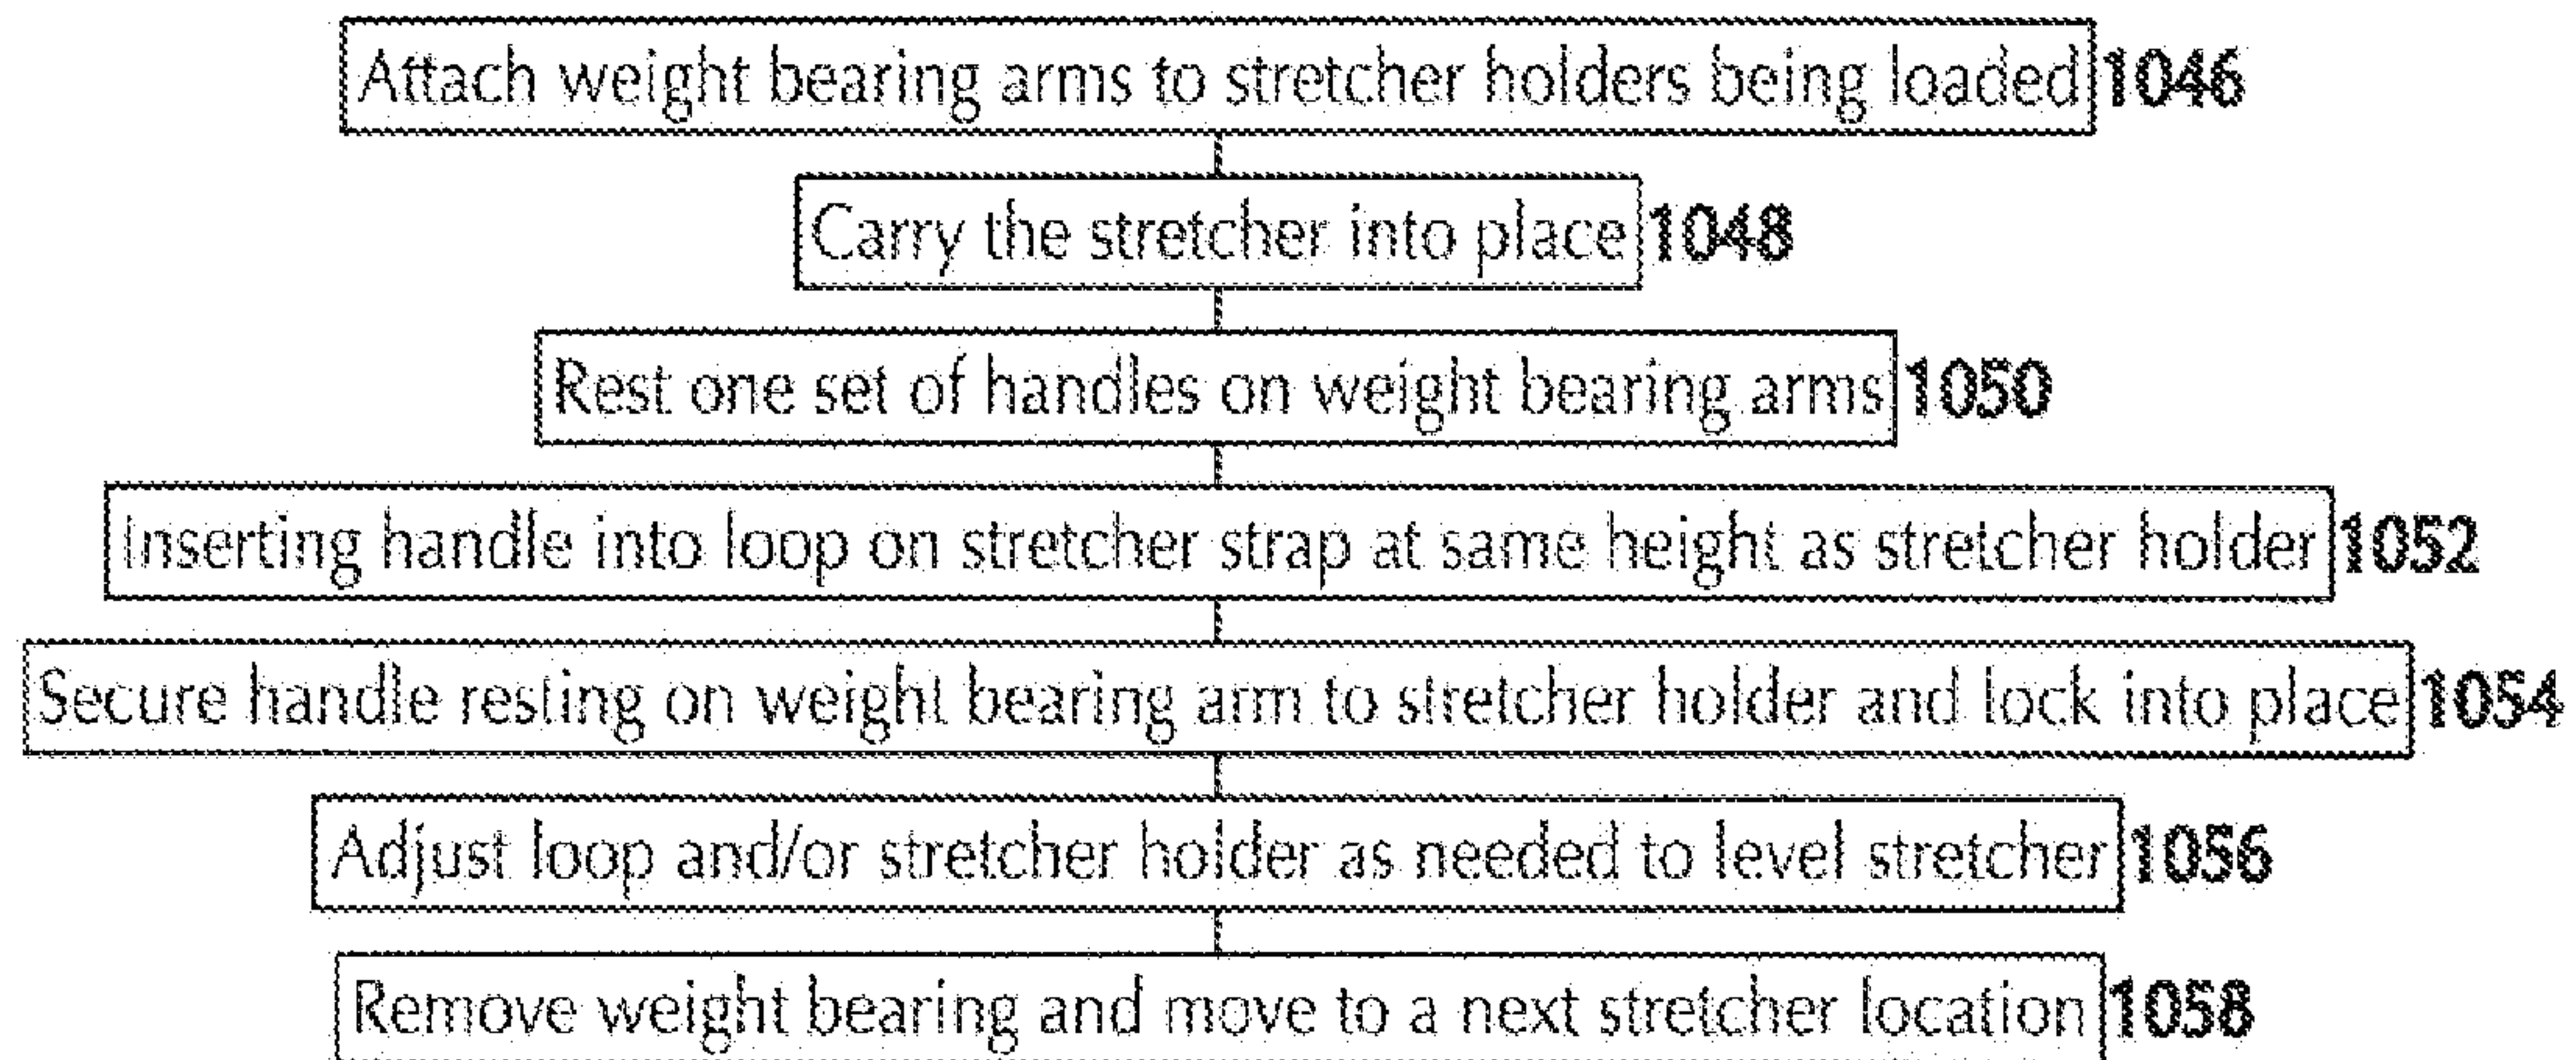 Attach weight bearing arms to stretcher holders being loaded 1046
Carry the stretcher into place 1048
Rest one set of handles on weight bearing arms 1050
Inserting handle into loop on stretcher strap at same height as stretcher holder 1052
Secure handle resting on weight bearing arm to stretcher holder and lock into place 1054
Adjust loop and/or stretcher holder as needed to level stretcher 1056
Remove weight bearing and move to a next stretcher location 1058